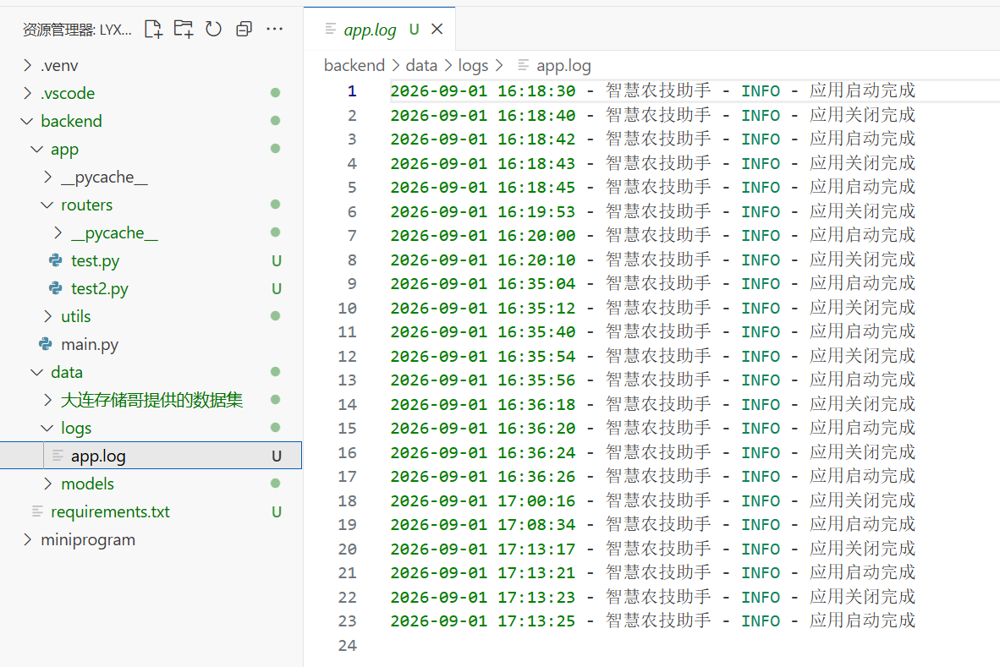 资源管理器: LYX...
.venv
.vscode
backend
app
__pycache__
routers
__pycache__
test.py U
test2.py U
utils
main.py
data
大连存储哥提供的数据集
logs
app.log U
models
requirements.txt U
miniprogram
app.log U
backend > data > logs > app.log
1 2026-09-01 16:18:30 - 智慧农技助手 - INFO - 应用启动完成
2 2026-09-01 16:18:40 - 智慧农技助手 - INFO - 应用关闭完成
3 2026-09-01 16:18:42 - 智慧农技助手 - INFO - 应用启动完成
4 2026-09-01 16:18:43 - 智慧农技助手 - INFO - 应用关闭完成
5 2026-09-01 16:18:45 - 智慧农技助手 - INFO - 应用启动完成
6 2026-09-01 16:19:53 - 智慧农技助手 - INFO - 应用关闭完成
7 2026-09-01 16:20:00 - 智慧农技助手 - INFO - 应用启动完成
8 2026-09-01 16:20:10 - 智慧农技助手 - INFO - 应用关闭完成
9 2026-09-01 16:35:04 - 智慧农技助手 - INFO - 应用启动完成
10 2026-09-01 16:35:12 - 智慧农技助手 - INFO - 应用关闭完成
11 2026-09-01 16:35:40 - 智慧农技助手 - INFO - 应用启动完成
12 2026-09-01 16:35:54 - 智慧农技助手 - INFO - 应用关闭完成
13 2026-09-01 16:35:56 - 智慧农技助手 - INFO - 应用启动完成
14 2026-09-01 16:36:18 - 智慧农技助手 - INFO - 应用关闭完成
15 2026-09-01 16:36:20 - 智慧农技助手 - INFO - 应用启动完成
16 2026-09-01 16:36:24 - 智慧农技助手 - INFO - 应用关闭完成
17 2026-09-01 16:36:26 - 智慧农技助手 - INFO - 应用启动完成
18 2026-09-01 17:00:16 - 智慧农技助手 - INFO - 应用关闭完成
19 2026-09-01 17:08:34 - 智慧农技助手 - INFO - 应用启动完成
20 2026-09-01 17:13:17 - 智慧农技助手 - INFO - 应用关闭完成
21 2026-09-01 17:13:21 - 智慧农技助手 - INFO - 应用启动完成
22 2026-09-01 17:13:23 - 智慧农技助手 - INFO - 应用关闭完成
23 2026-09-01 17:13:25 - 智慧农技助手 - INFO - 应用启动完成
24